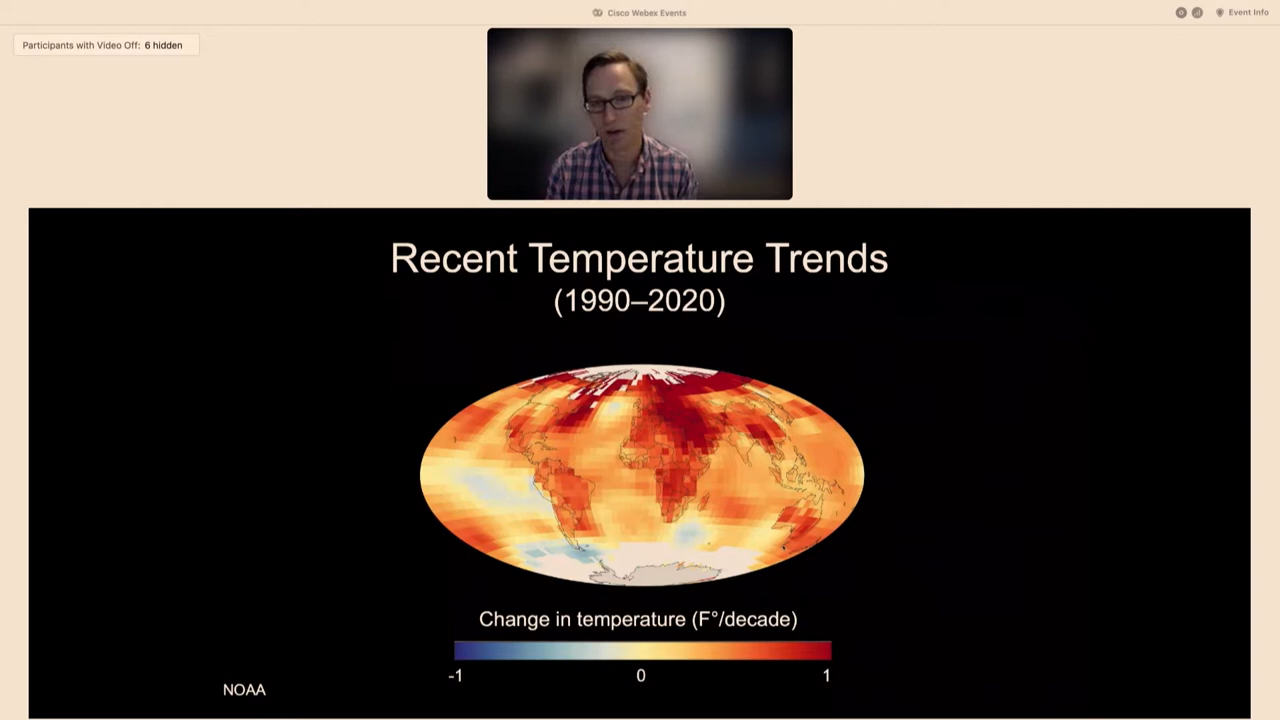 Cisco Webex Events
Event Info
Participants with Video Off: 6 hidden
Recent Temperature Trends
(1990–2020)
Change in temperature (F°/decade)
-1 0 1
NOAA